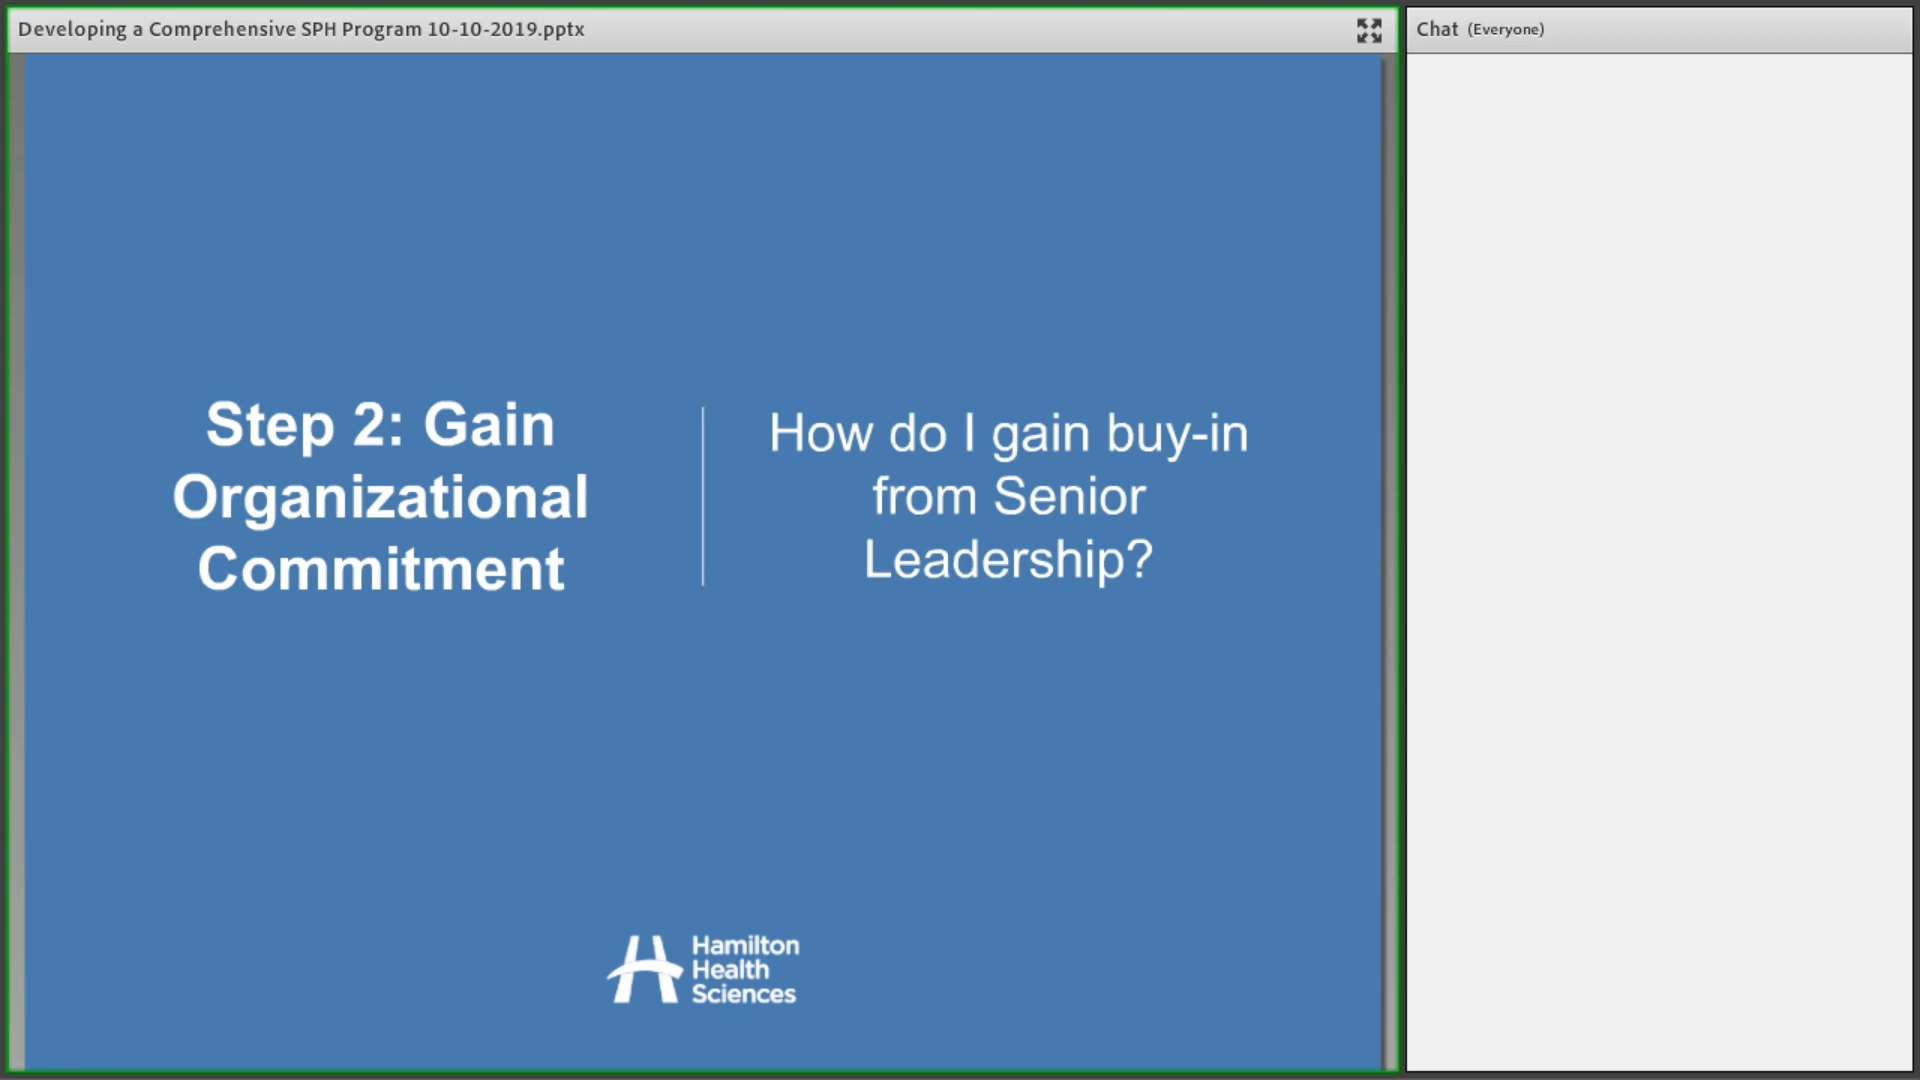 Developing a Comprehensive SPH Program 10-10-2019.pptx
Chat (Everyone)
Step 2: Gain
Organizational
Commitment
How do I gain buy-in
from Senior
Leadership?
Hamilton
Health
Sciences